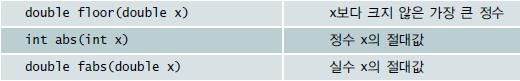 double floor(double x) x보다 크지 않은 가장 큰 정수
int abs(int x) 정수 x의 절대값
double fabs(double x) 실수 x의 절대값